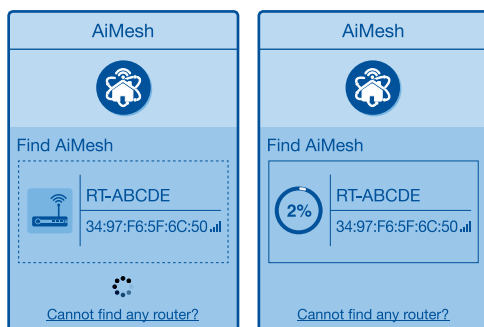 AiMesh
Find AiMesh
RT-ABCDE
34:97:F6:5F:6C:50
Cannot find any router?
AiMesh
Find AiMesh
2%
RT-ABCDE
34:97:F6:5F:6C:50
Cannot find any router?